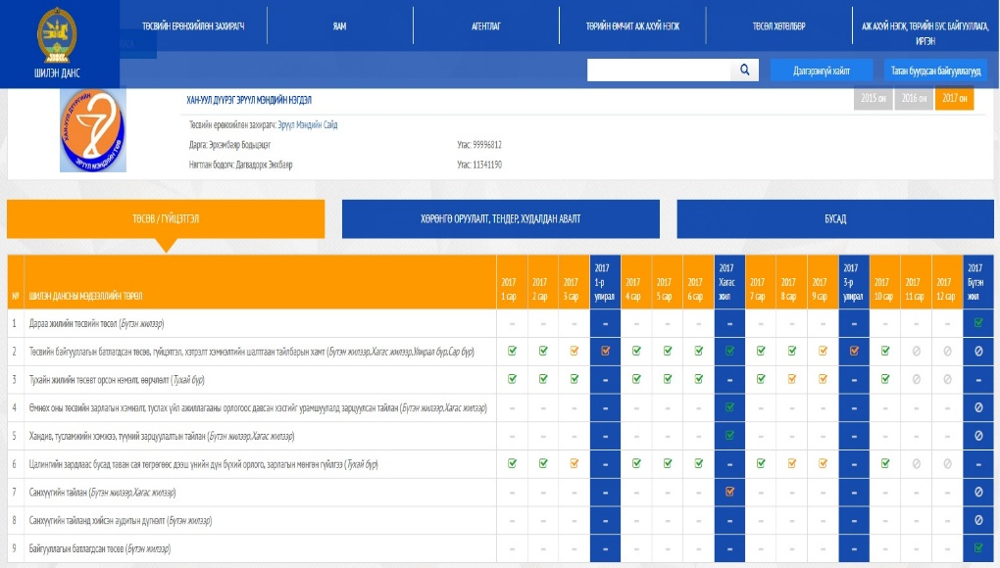 ТӨСВИЙН ЕРӨНХИЙЛӨН ЗАХИРАГЧ
ЯАМ
АГЕНТЛАГ
ТӨРИЙН ӨМЧИТ АЖ АХУЙ НЭГЖ
ТӨСӨЛ ХӨТӨЛБӨР
АЖ АХУЙ НЭГЖ, ТӨРИЙН БУС БАЙГУУЛЛАГА,
ИРГЭН
ШИЛЭН ДАНС
Дэлгэрэнгүй хайлт
Татан буугдсан байгууллагууд
ХАН-УУЛ ДҮҮРЭГ ЭРҮҮЛ МЭНДИЙН НЭГДЭЛ
2015 он
2016 он
2017 он
ХАН-УУЛ ДҮҮРГИЙН
ЭРҮҮЛ МЭНДИЙН ТӨВ
Төсвийн ерөнхийлөн захирагч: Эрүүл Мэндийн Сайд
Дарга: Эрхэмбаяр Бодьцэцэг
Утас: 99996812
Нягтлан бодогч: Дагвадорж Энхбаяр
Утас: 11341190
ТӨСӨВ / ГҮЙЦЭТГЭЛ
ХӨРӨНГӨ ОРУУЛАЛТ, ТЕНДЕР, ХУДАЛДАН АВАЛТ
БУСАД
№
ШИЛЭН ДАНСНЫ МЭДЭЭЛЛИЙН ТӨРӨЛ
2017 1 сар
2017 2 сар
2017 3 сар
2017 1-р улирал
2017 4 сар
2017 5 сар
2017 6 сар
2017 Хагас жил
2017 7 сар
2017 8 сар
2017 9 сар
2017 3-р улирал
2017 10 сар
2017 11 сар
2017 12 сар
2017 Бүтэн жил
1 Дараа жилийн төсвийн төсөл (Бүтэн жилээр)
2 Төсвийн байгууллагын батлагдсан төсөв, гүйцэтгэл, хэтрэлт хэмнэлтийн шалтгаан тайлбарын хамт (Бүтэн жилээр,Хагас жилээр,Улирал бүр,Сар бүр)
3 Тухайн жилийн төсөвт орсон нэмэлт, өөрчлөлт (Тухай бүр)
4 Өмнөх оны төсвийн зарлагын хэмнэлт, туслах үйл ажиллагааны орлогоос давсан хэсгийг урамшуулалд зарцуулсан тайлан (Бүтэн жилээр,Хагас жилээр)
5 Хандив, тусламжийн хэмжээ, түүний зарцуулалтын тайлан (Бүтэн жилээр,Хагас жилээр)
6 Цалингийн зардлаас бусад таван сая төгрөгөөс дээш үнийн дүн бүхий орлого, зарлагын мөнгөн гүйлгээ (Тухай бүр)
7 Санхүүгийн тайлан (Бүтэн жилээр,Хагас жилээр)
8 Санхүүгийн тайланд хийсэн аудитын дүгнэлт (Бүтэн жилээр)
9 Байгууллагын батлагдсан төсөв (Бүтэн жилээр)